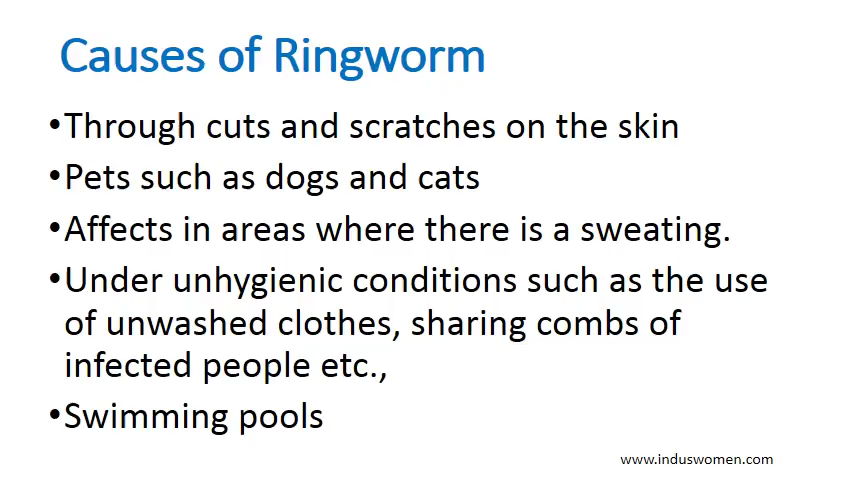 Causes of Ringworm
•Through cuts and scratches on the skin
•Pets such as dogs and cats
•Affects in areas where there is a sweating.
•Under unhygienic conditions such as the use
of unwashed clothes, sharing combs of
infected people etc.,
•Swimming pools
www.induswomen.com